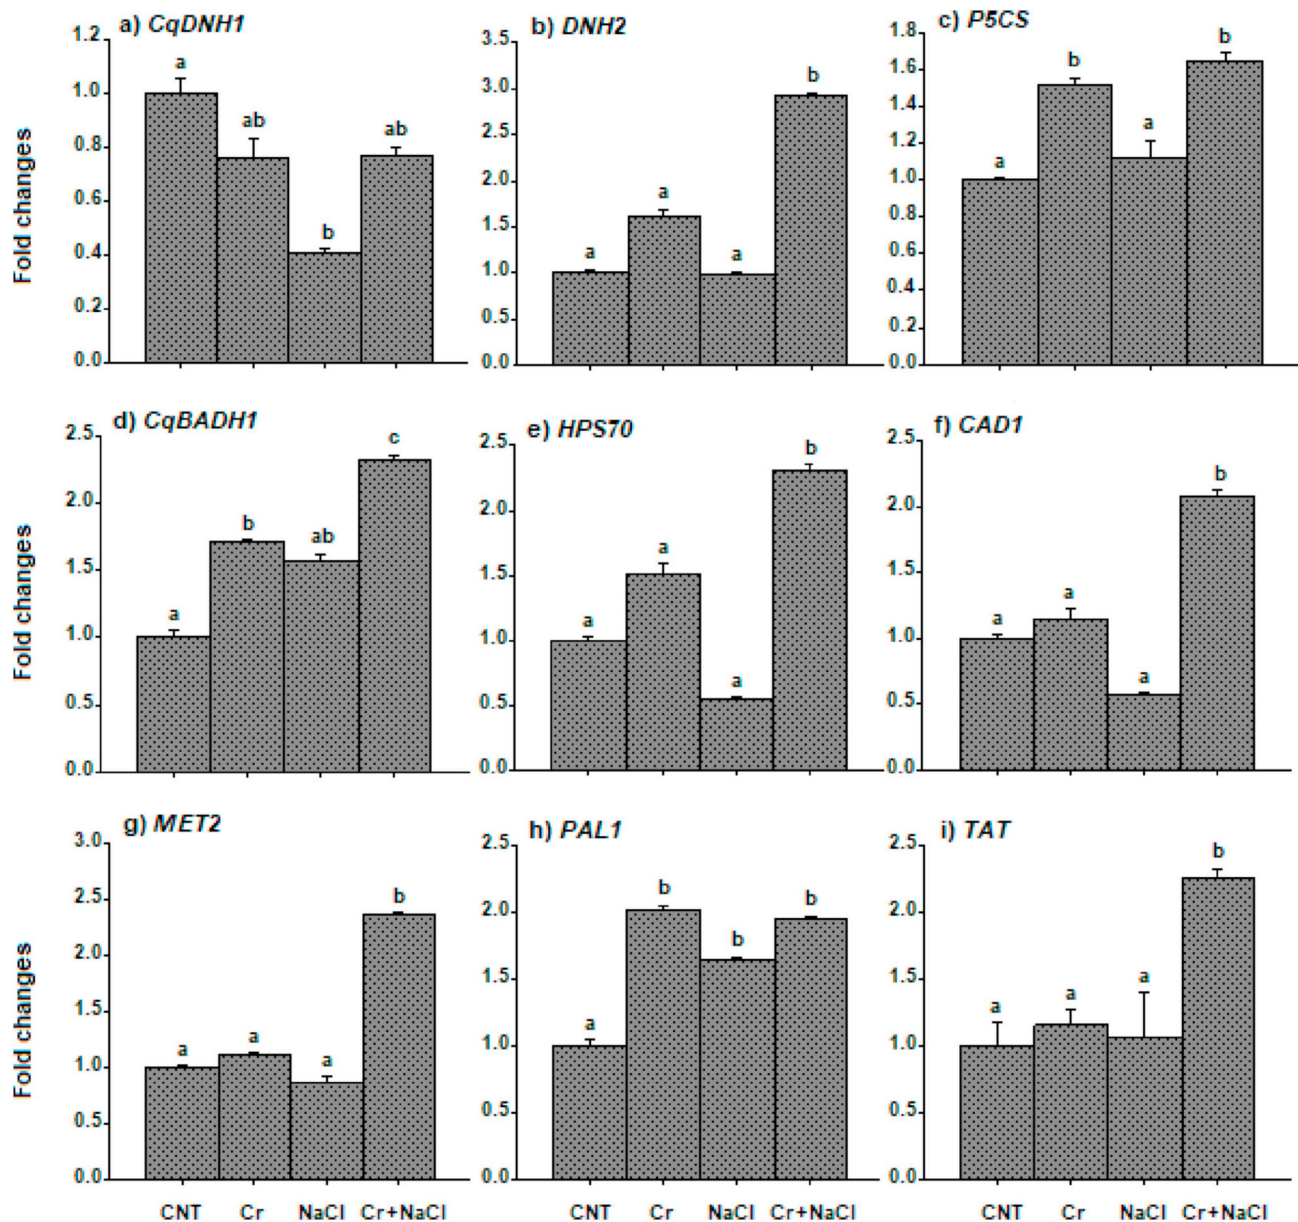 a) CqDNH1
1.2
1.0
0.8
0.6
0.4
0.2
0.0
Fold changes
a
ab
b
ab
b) DNH2
3.5
3.0
2.5
2.0
1.5
1.0
0.5
0.0
a
a
a
b
c) P5CS
1.8
1.6
1.4
1.2
1.0
0.8
0.6
0.4
0.2
0.0
a
b
a
b
d) CqBADH1
2.5
2.0
1.5
1.0
0.5
0.0
Fold changes
a
b
ab
c
e) HPS70
2.5
2.0
1.5
1.0
0.5
0.0
a
a
a
b
f) CAD1
2.5
2.0
1.5
1.0
0.5
0.0
a
a
a
b
g) MET2
3.0
2.5
2.0
1.5
1.0
0.5
0.0
Fold changes
a
a
a
b
CNT Cr NaCl Cr+NaCl
h) PAL1
2.5
2.0
1.5
1.0
0.5
0.0
a
b
b
b
CNT Cr NaCl Cr+NaCl
i) TAT
2.5
2.0
1.5
1.0
0.5
0.0
a
a
a
b
CNT Cr NaCl Cr+NaCl